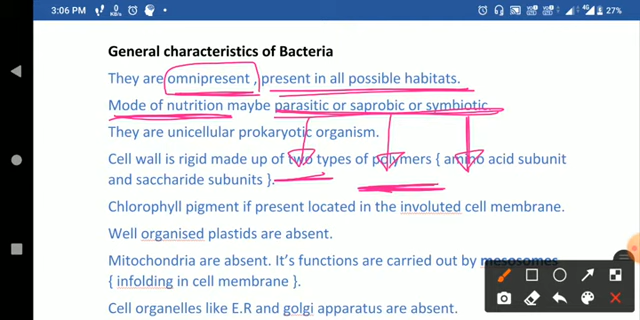 3:06 PM 0 KB/s 4G 27%
General characteristics of Bacteria
They are omnipresent , present in all possible habitats.
Mode of nutrition maybe parasitic or saprobic or symbiotic
They are unicellular prokaryotic organism.
Cell wall is rigid made up of two types of polymers { amino acid subunit
and saccharide subunits }.
Chlorophyll pigment if present located in the involuted cell membrane.
Well organised plastids are absent.
Mitochondria are absent. It's functions are carried out by mesosomes
{ infolding in cell membrane }.
Cell organelles like E.R and golgi apparatus are absent.